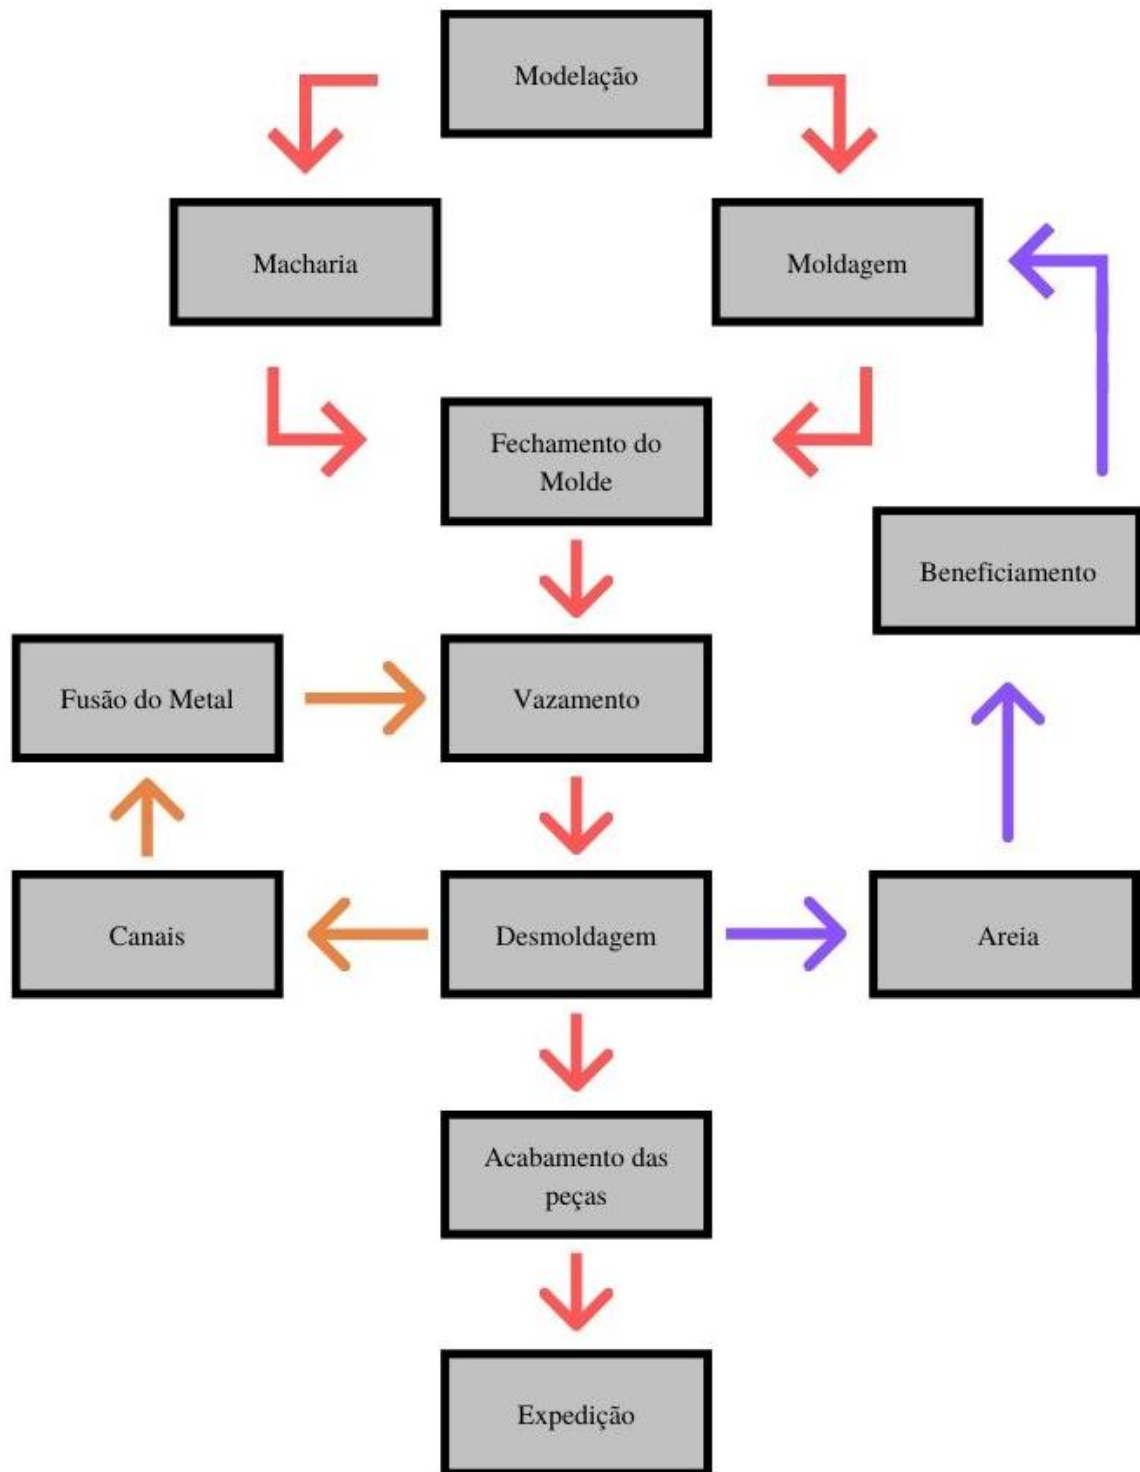 Modelação
Macharia
Moldagem
Fechamento do
Molde
Beneficiamento
Fusão do Metal
Vazamento
Canais
Desmoldagem
Areia
Acabamento das
peças
Expedição